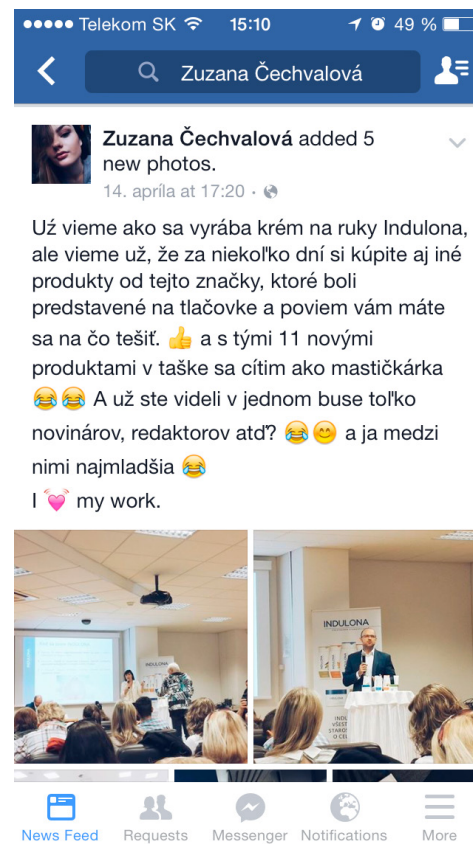 Telekom SK 15:10 49 %
Zuzana Čechvalová
Zuzana Čechvalová added 5
new photos.
14. apríla at 17:20 ·
Uź vieme ako sa vyrába krém na ruky Indulona,
ale vieme už, že za niekoľko dní si kúpite aj iné
produkty od tejto značky, ktoré boli
predstavené na tlačovke a poviem vám máte
sa na čo tešiť. 👍 a s tými 11 novými
produktami v taške sa cítim ako mastičkárka
😂😂 A už ste videli v jednom buse toľko
novinárov, redaktorov atď? 😂😊 a ja medzi
nimi najmladšia 😂
I 💓 my work.
INDULONA
INDULONA
News Feed Requests Messenger Notifications More